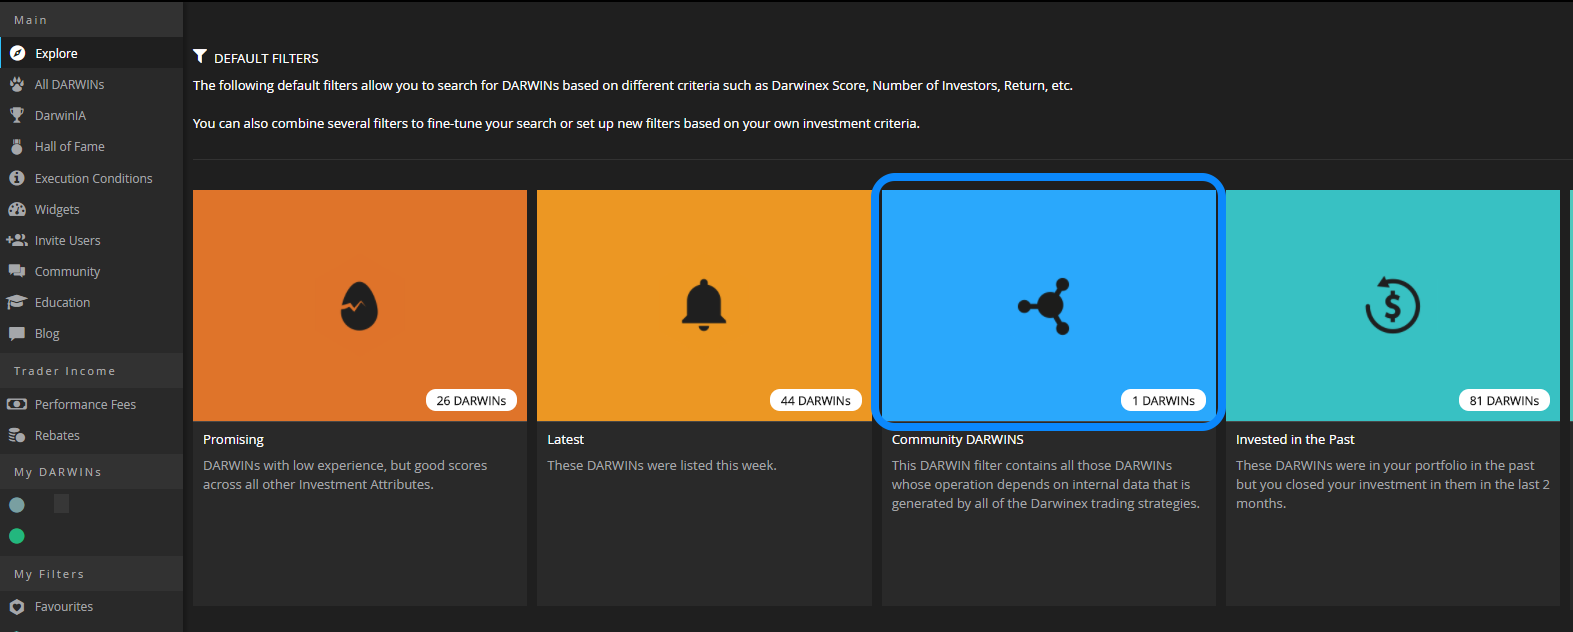 Main
Explore
All DARWINs
DarwinIA
Hall of Fame
Execution Conditions
Widgets
Invite Users
Community
Education
Blog
Trader Income
Performance Fees
Rebates
My DARWINs
My Filters
Favourites
DEFAULT FILTERS
The following default filters allow you to search for DARWINs based on different criteria such as Darwinex Score, Number of Investors, Return, etc.
You can also combine several filters to fine-tune your search or set up new filters based on your own investment criteria.
26 DARWINs
Promising
DARWINs with low experience, but good scores
across all other Investment Attributes.
44 DARWINs
Latest
These DARWINs were listed this week.
1 DARWINs
Community DARWINS
This DARWIN filter contains all those DARWINs
whose operation depends on internal data that is
generated by all of the Darwinex trading strategies.
81 DARWINs
Invested in the Past
These DARWINs were in your portfolio in the past
but you closed your investment in them in the last 2
months.